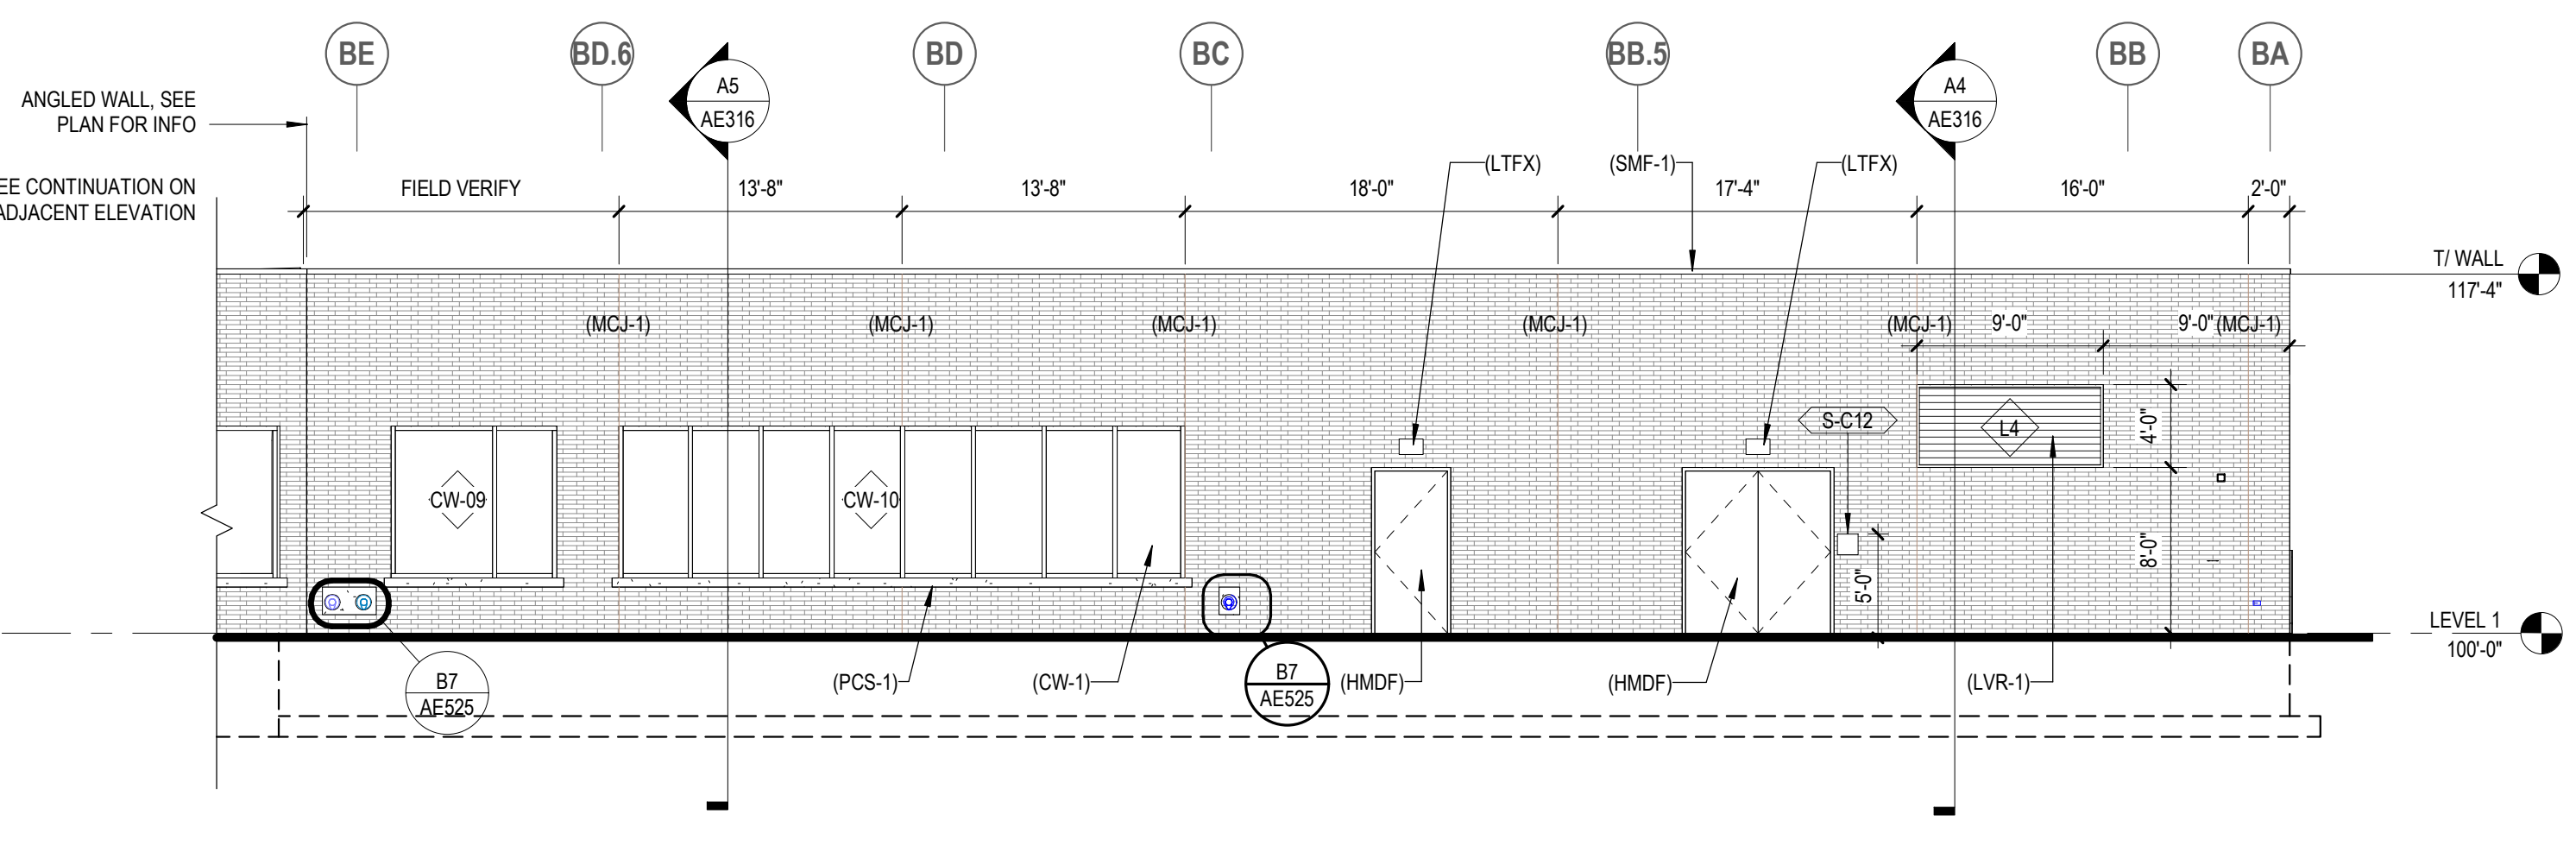 BE
BD.6
BD
BC
BB.5
BB
BA
A5
AE316
A4
AE316
ANGLED WALL, SEE
PLAN FOR INFO
EE CONTINUATION ON
ADJACENT ELEVATION
FIELD VERIFY
13'-8"
13'-8"
18'-0"
17'-4"
16'-0"
2'-0"
(LTFX)
(SMF-1)
(LTFX)
T/ WALL
117'-4"
(MCJ-1)
(MCJ-1)
(MCJ-1)
(MCJ-1)
(MCJ-1)
9'-0"
9'-0"
(MCJ-1)
S-C12
L4
4'-0"
CW-09
CW-10
8'-0"
5'-0"
LEVEL 1
100'-0"
B7
AE525
(PCS-1)
(CW-1)
B7
AE525
(HMDF)
(HMDF)
(LVR-1)